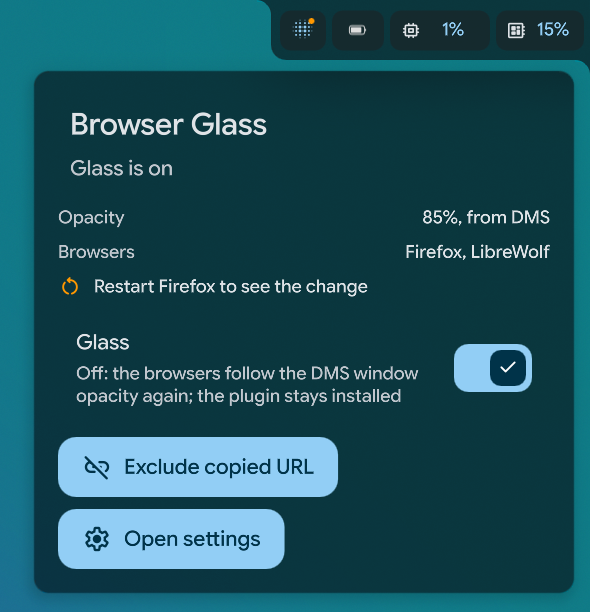 1%
15%
Browser Glass
Glass is on
Opacity
85%, from DMS
Browsers
Firefox, LibreWolf
Restart Firefox to see the change
Glass
Off: the browsers follow the DMS window
opacity again; the plugin stays installed
Exclude copied URL
Open settings